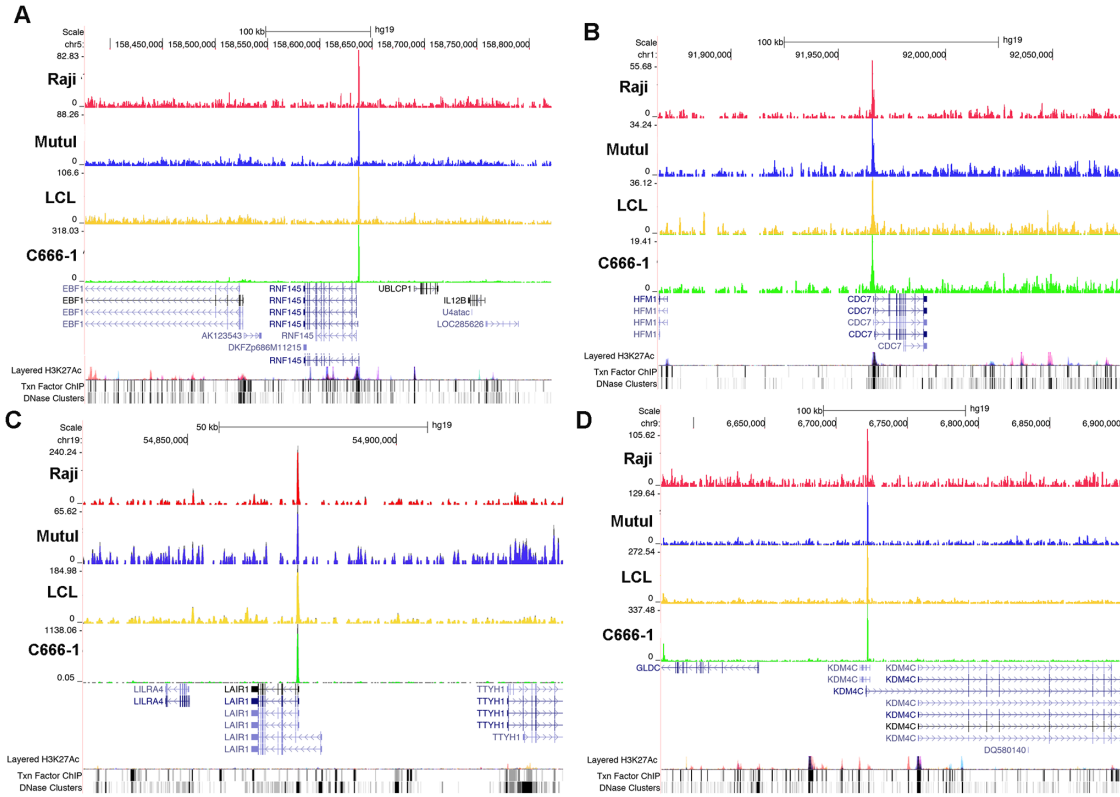 A
Scale 100 kb hg19
chr5: 158,450,000 158,500,000 158,550,000 158,600,000 158,650,000 158,700,000 158,750,000 158,800,000
82.83
Raji
0
88.26
Mutul
0
106.6
LCL
0
318.03
C666-1
0
EBF1 RNF145 UBLCP1
EBF1 RNF145 IL12B
EBF1 RNF145 U4atac
EBF1 RNF145 LOC285626
AK123543 RNF145
DKFZp686M11215
RNF145
Layered H3K27Ac
Txn Factor ChIP
DNase Clusters
B
Scale 100 kb hg19
chr1: 91,900,000 91,950,000 92,000,000 92,050,000
55.68
Raji
0
34.24
Mutul
0
36.12
LCL
0
19.41
C666-1
0
HFM1 CDC7
HFM1 CDC7
HFM1 CDC7
HFM1 CDC7
CDC7
Layered H3K27Ac
Txn Factor ChIP
DNase Clusters
C
Scale 50 kb hg19
chr19: 54,850,000 54,900,000
240.24
Raji
0
65.62
Mutul
0
184.98
LCL
0
1138.06
C666-1
0.05
LILRA4 LAIR1 TTYH1
LILRA4 LAIR1 TTYH1
LAIR1 TTYH1
LAIR1 TTYH1
LAIR1 TTYH1
LAIR1
Layered H3K27Ac
Txn Factor ChIP
DNase Clusters
D
Scale 100 kb hg19
chr9: 6,650,000 6,700,000 6,750,000 6,800,000 6,850,000 6,900,000
105.62
Raji
0
129.64
Mutul
0
272.54
LCL
0
337.48
C666-1
0
GLDC KDM4C KDM4C
KDM4C KDM4C
KDM4C
KDM4C
KDM4C
KDM4C
KDM4C
DQ580140
Layered H3K27Ac
Txn Factor ChIP
DNase Clusters